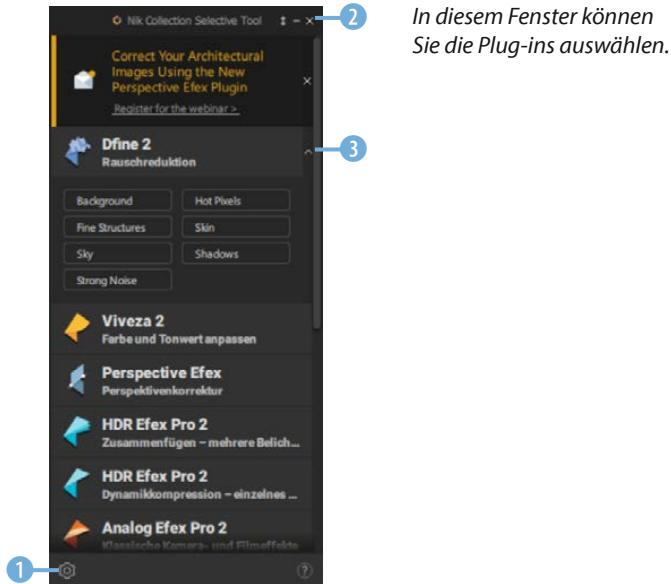 Nik Collection Selective Tool
2
In diesem Fenster können
Sie die Plug-ins auswählen.
Correct Your Architectural
Images Using the New
Perspective Efex Plugin
Register for the webinar >
Dfine 2
3
Rauschreduktion
Background
Hot Pixels
Fine Structures
Skin
Sky
Shadows
Strong Noise
Viveza 2
Farbe und Tonwert anpassen
Perspective Efex
Perspektivenkorrektur
HDR Efex Pro 2
Zusammenfügen – mehrere Belich...
HDR Efex Pro 2
Dynamikkompression – einzelnes ...
Analog Efex Pro 2
Klassische Kamera- und Filmeffekte
1
?